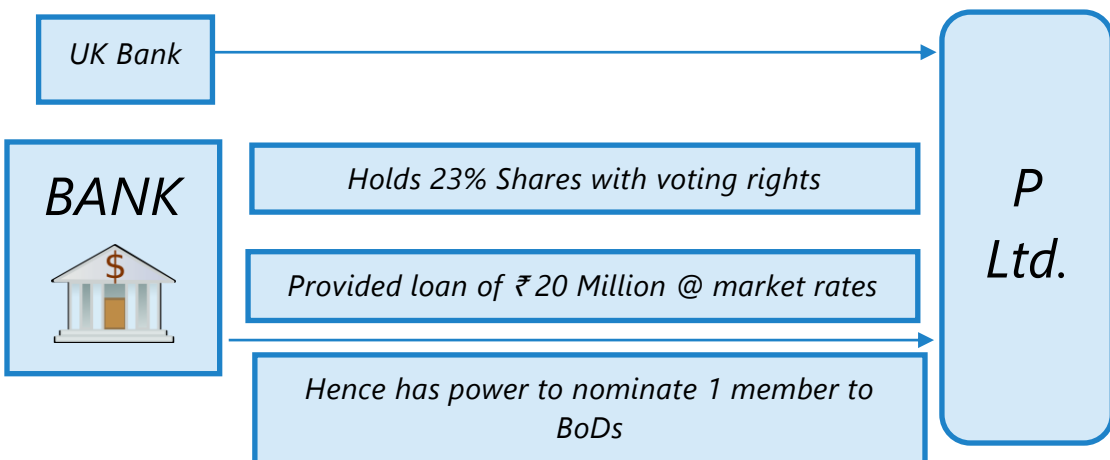 UK Bank
BANK
$
Holds 23% Shares with voting rights
Provided loan of ₹ 20 Million @ market rates
Hence has power to nominate 1 member to
BoDs
P
Ltd.